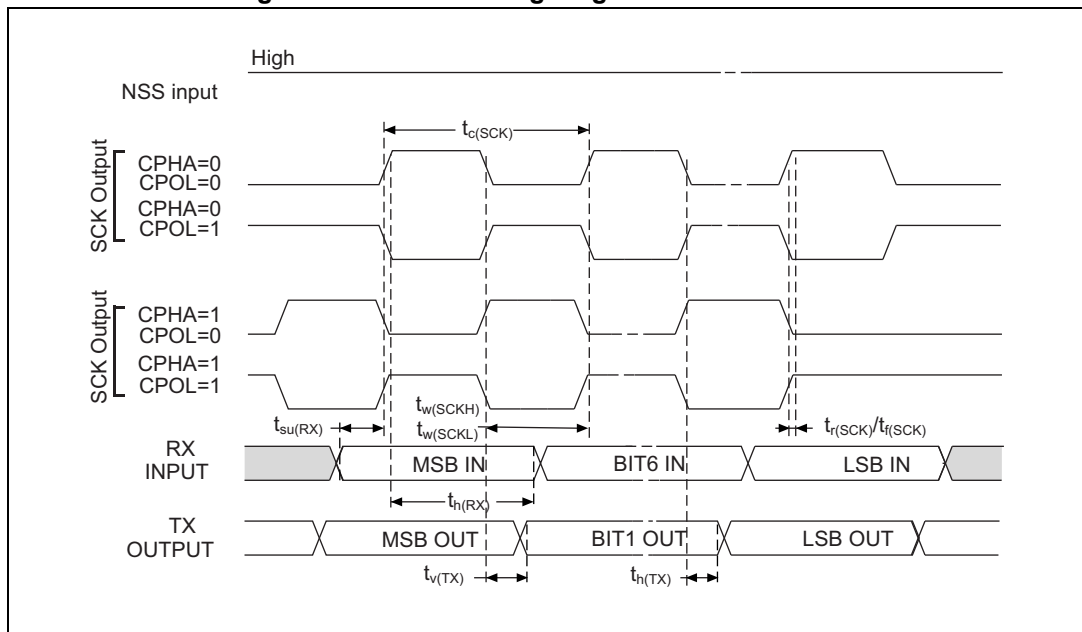 High
NSS input
t_c(SCK)
SCK Output
CPHA=0
CPOL=0
CPHA=0
CPOL=1
SCK Output
CPHA=1
CPOL=0
CPHA=1
CPOL=1
t_w(SCKH)
t_w(SCKL)
t_su(RX)
t_r(SCK)/t_f(SCK)
RX
INPUT
MSB IN
BIT6 IN
LSB IN
t_h(RX)
TX
OUTPUT
MSB OUT
BIT1 OUT
LSB OUT
t_v(TX)
t_h(TX)